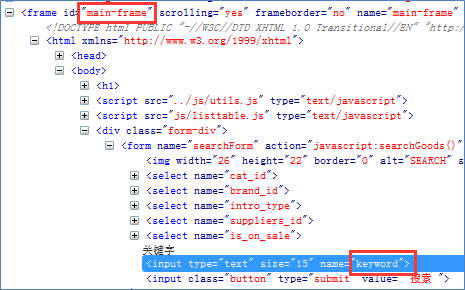 <frame id="main-frame" scrolling="yes" frameborder="no" name="main-frame"
<!DOCTYPE html PUBLIC "-//W3C//DTD XHTML 1.0 Transitional//EN" "http:/
<html xmlns="http://www.w3.org/1999/xhtml">
<head>
<body>
<h1>
<script src="../js/utils.js" type="text/javascript">
<script src="js/listtable.js" type="text/javascript">
<div class="form-div">
<form name="searchForm" action="javascript:searchGoods()"
<img width="26" height="22" border="0" alt="SEARCH" s
<select name="cat_id">
<select name="brand_id">
<select name="intro_type">
<select name="suppliers_id">
<select name="is_on_sale">
关键字
<input type="text" size="15" name="keyword">
<input class="button" type="submit" value=" 搜索 ">